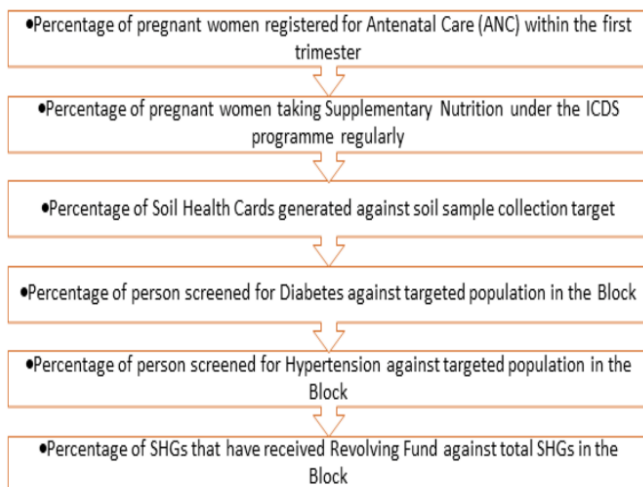 •Percentage of pregnant women registered for Antenatal Care (ANC) within the first
trimester
•Percentage of pregnant women taking Supplementary Nutrition under the ICDS
programme regularly
•Percentage of Soil Health Cards generated against soil sample collection target
•Percentage of person screened for Diabetes against targeted population in the Block
•Percentage of person screened for Hypertension against targeted population in the
Block
•Percentage of SHGs that have received Revolving Fund against total SHGs in the
Block